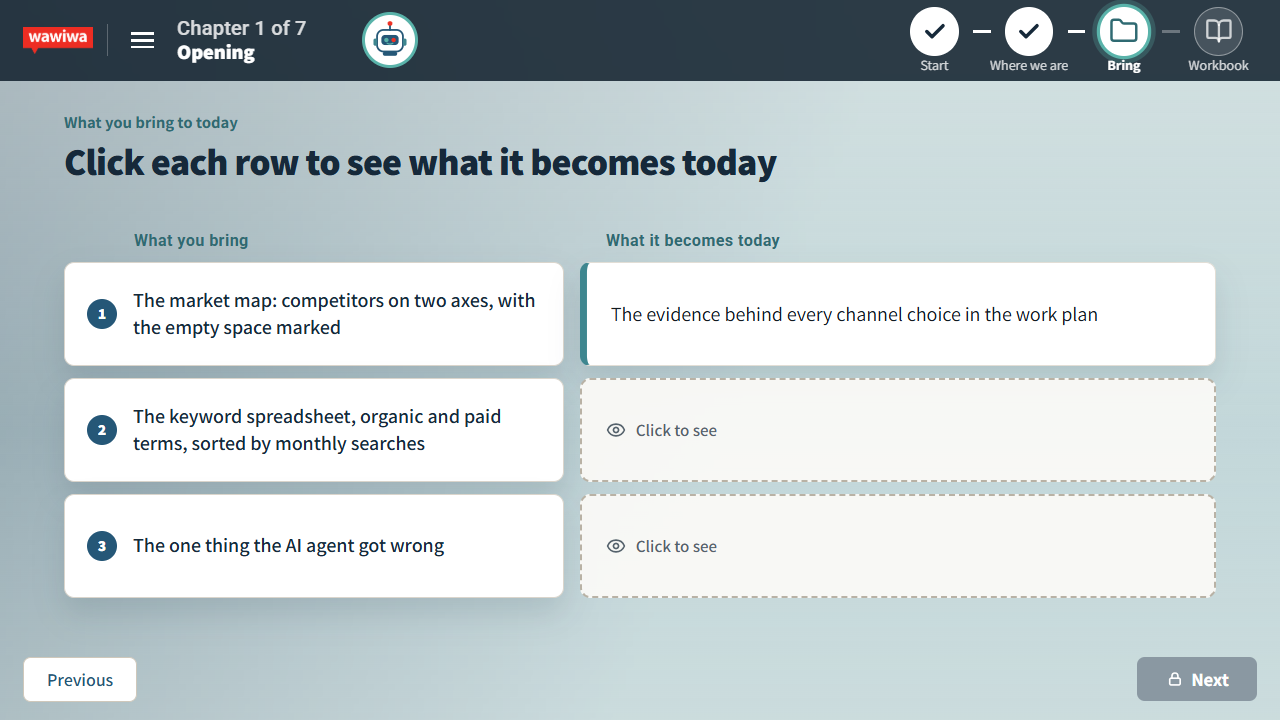 wawiwa
Chapter 1 of 7
Opening
Start
Where we are
Bring
Workbook
What you bring to today
Click each row to see what it becomes today
What you bring
What it becomes today
1
The market map: competitors on two axes, with
the empty space marked
The evidence behind every channel choice in the work plan
2
The keyword spreadsheet, organic and paid
terms, sorted by monthly searches
Click to see
3
The one thing the AI agent got wrong
Click to see
Previous
Next